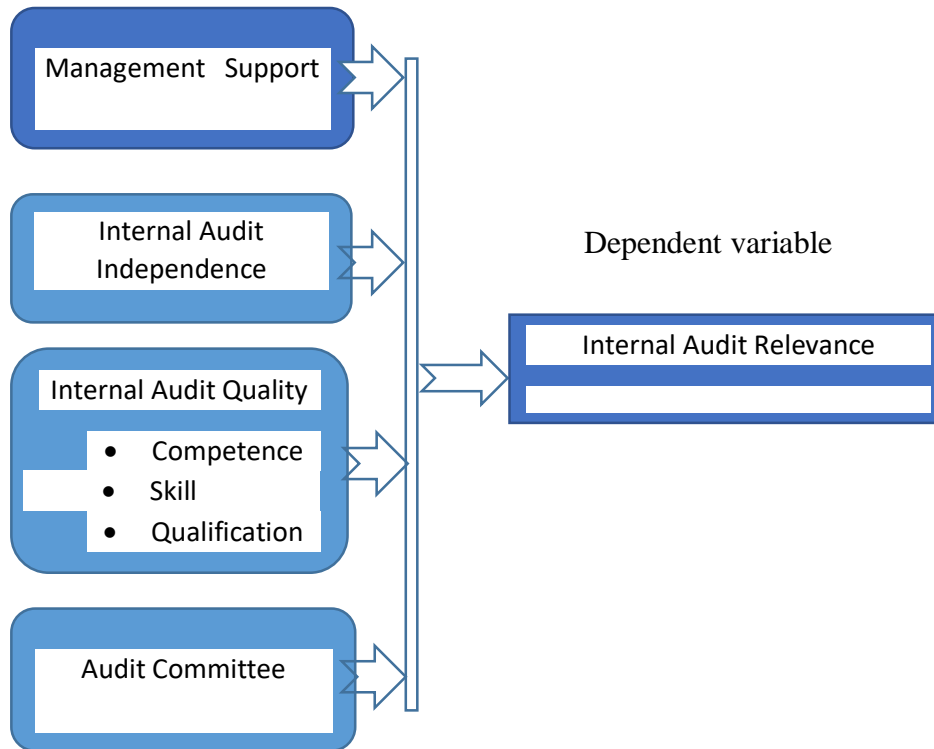 Management Support
Internal Audit
Independence
Dependent variable
Internal Audit Relevance
Internal Audit Quality
• Competence
• Skill
• Qualification
Audit Committee